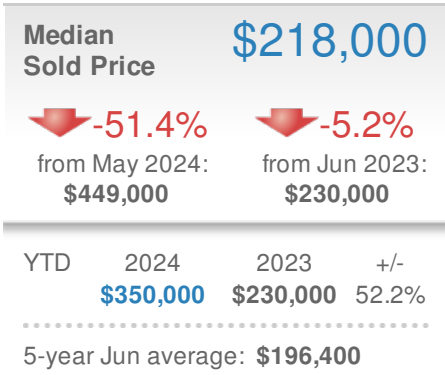 Median
Sold Price
$218,000
-51.4%
-5.2%
from May 2024:
from Jun 2023:
$449,000
$230,000
YTD 2024 2023 +/-
$350,000 $230,000 52.2%
5-year Jun average: $196,400